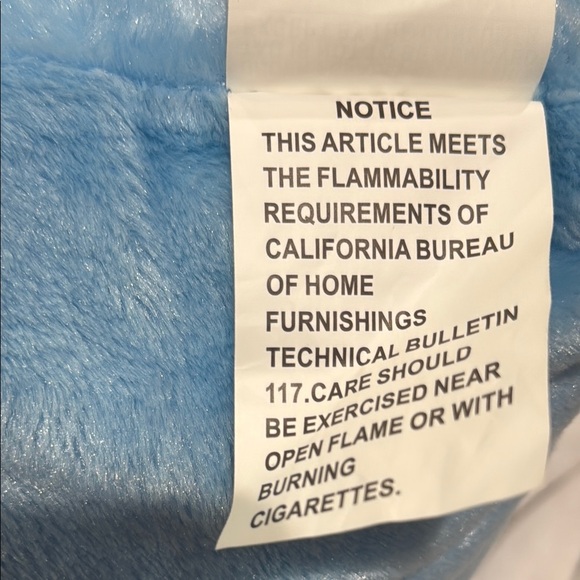 NOTICE
THIS ARTICLE MEETS
THE FLAMMABILITY
REQUIREMENTS OF
CALIFORNIA BUREAU
OF HOME
FURNISHINGS
TECHNICAL BULLETIN
117.CARE SHOULD
BE EXERCISED NEAR
OPEN FLAME OR WITH
BURNING
CIGARETTES.